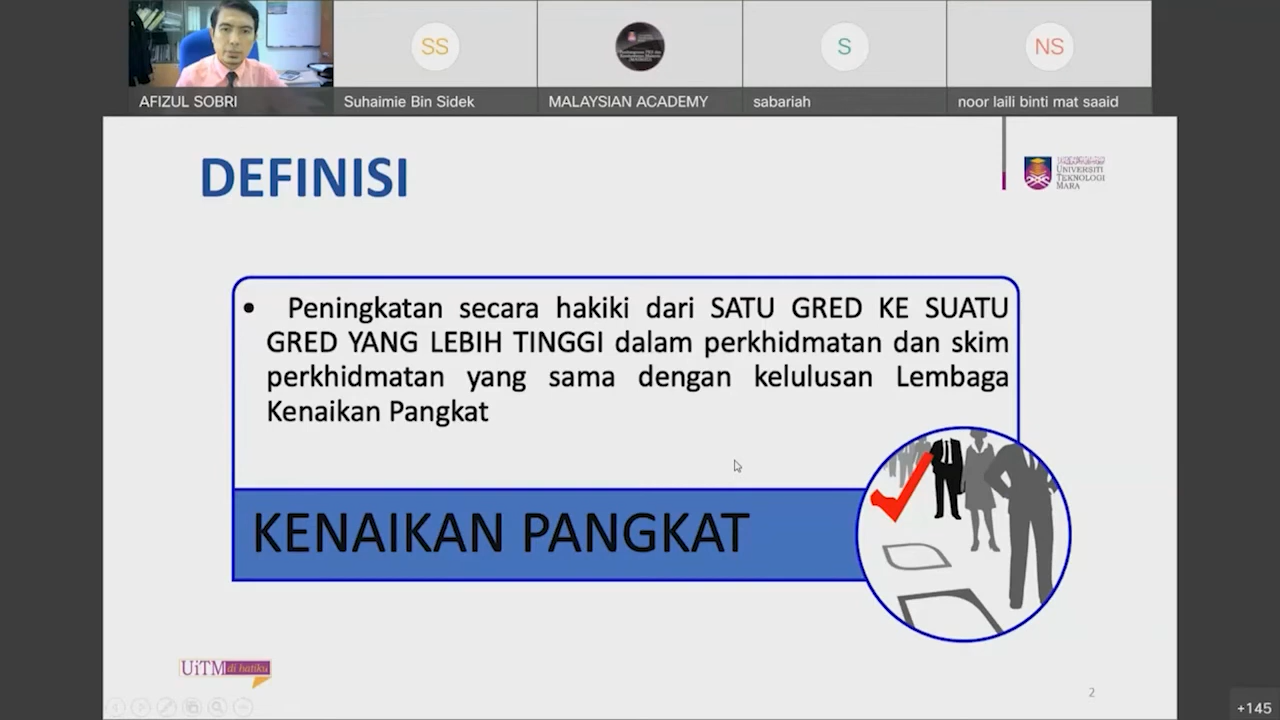 AFIZUL SOBRI
SS
Suhaimie Bin Sidek
MALAYSIAN ACADEMY
S
sabariah
NS
noor laili binti mat saaid
DEFINISI
UNIVERSITI
TEKNOLOGI
MARA
• Peningkatan secara hakiki dari SATU GRED KE SUATU
GRED YANG LEBIH TINGGI dalam perkhidmatan dan skim
perkhidmatan yang sama dengan kelulusan Lembaga
Kenaikan Pangkat
KENAIKAN PANGKAT
UiTM di hatiku
2
+145